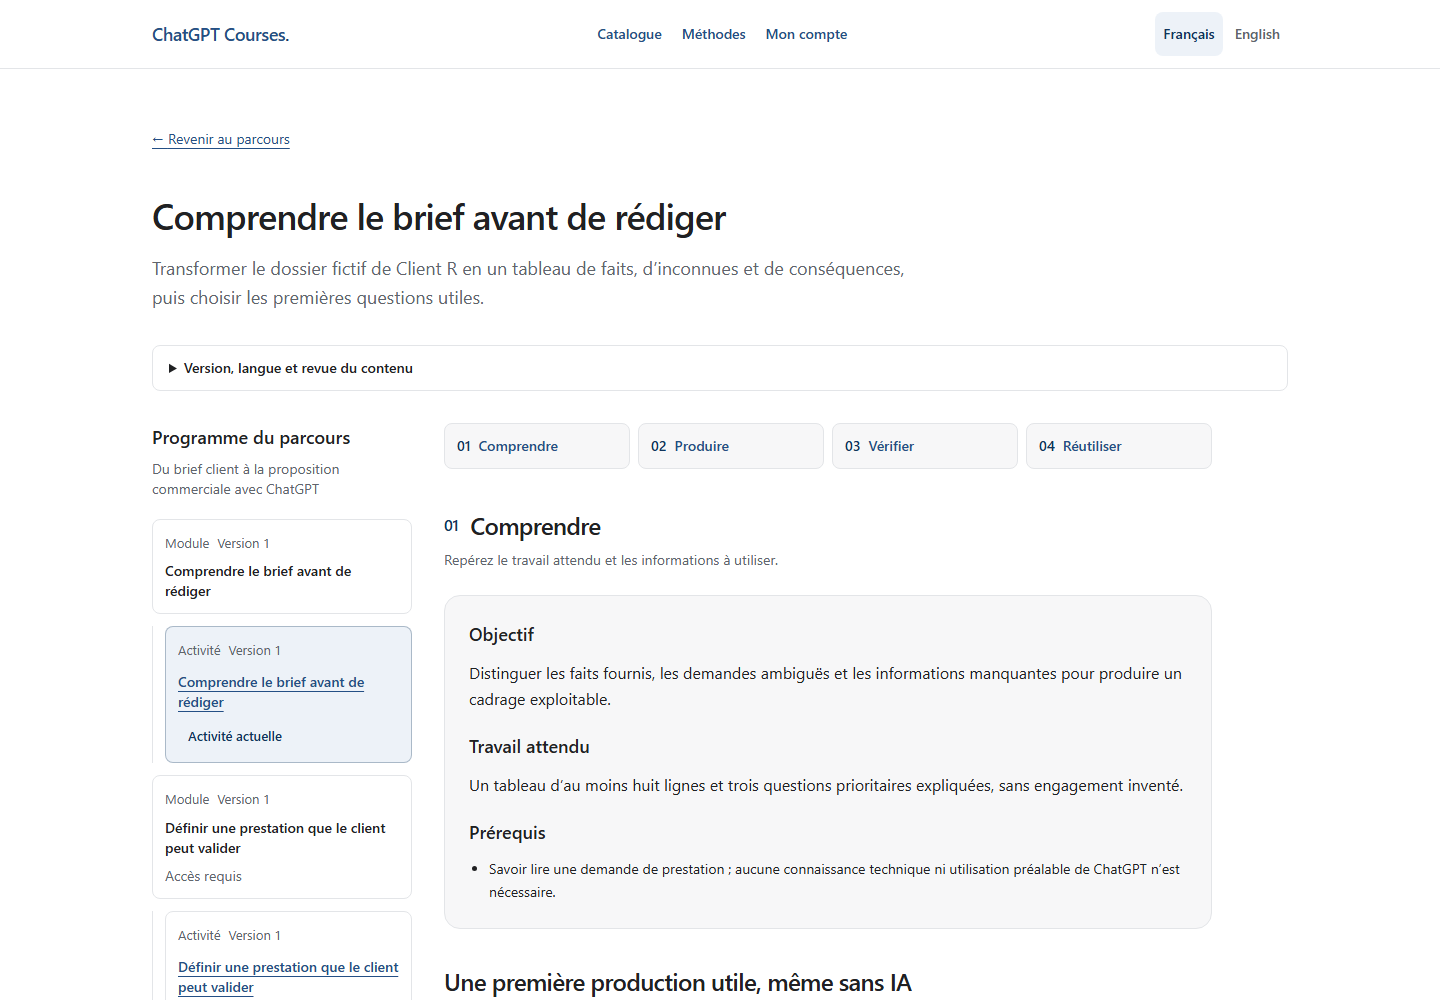 ChatGPT Courses.
Catalogue
Méthodes
Mon compte
Français
English
← Revenir au parcours
Comprendre le brief avant de rédiger
Transformer le dossier fictif de Client R en un tableau de faits, d’inconnues et de conséquences,
puis choisir les premières questions utiles.
Version, langue et revue du contenu
Programme du parcours
Du brief client à la proposition
commerciale avec ChatGPT
Module Version 1
Comprendre le brief avant de
rédiger
Activité Version 1
Comprendre le brief avant de
rédiger
Activité actuelle
Module Version 1
Définir une prestation que le client
peut valider
Accès requis
Activité Version 1
Définir une prestation que le client
peut valider
01 Comprendre
02 Produire
03 Vérifier
04 Réutiliser
01 Comprendre
Repérez le travail attendu et les informations à utiliser.
Objectif
Distinguer les faits fournis, les demandes ambiguës et les informations manquantes pour produire un
cadrage exploitable.
Travail attendu
Un tableau d’au moins huit lignes et trois questions prioritaires expliquées, sans engagement inventé.
Prérequis
• Savoir lire une demande de prestation ; aucune connaissance technique ni utilisation préalable de ChatGPT n’est
nécessaire.
Une première production utile, même sans IA